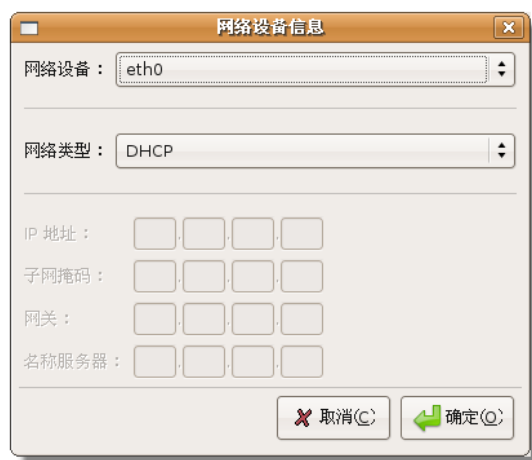 网络设备信息
网络设备： eth0
网络类型： DHCP
IP 地址：
子网掩码：
网关：
名称服务器：
取消(C) 确定(O)